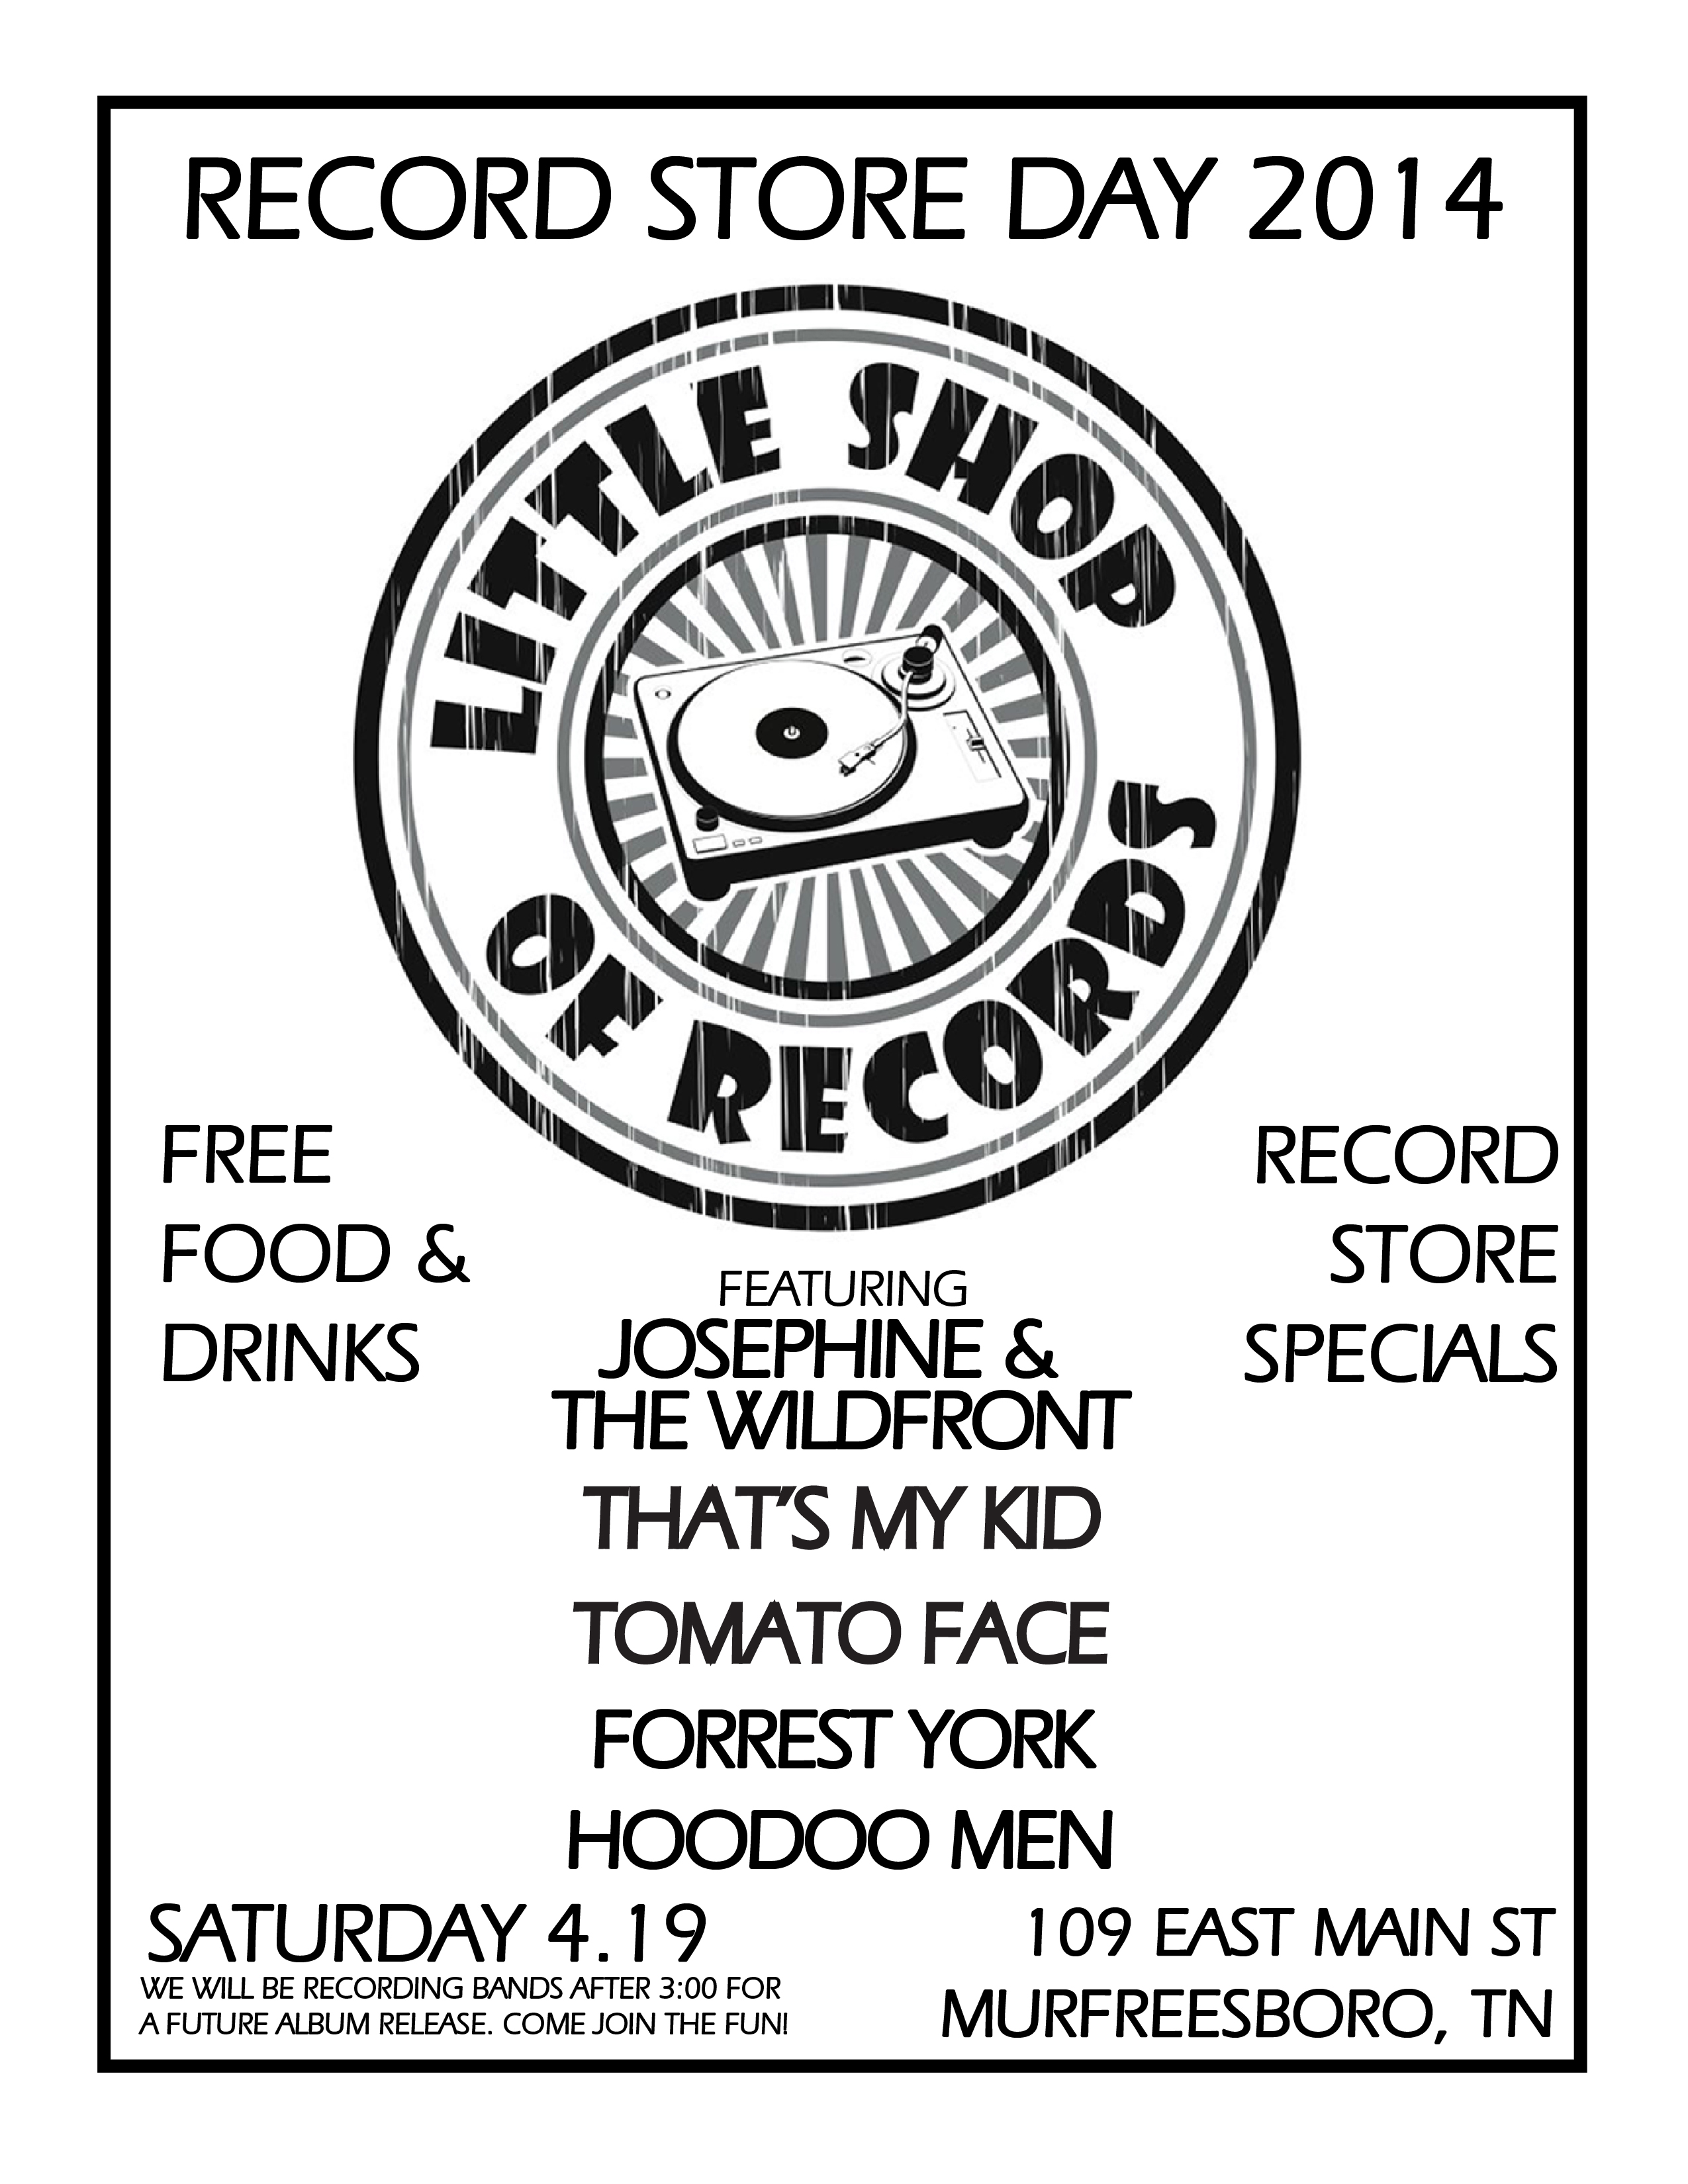 RECORD STORE DAY 2014
LITTLE SHOP
OF RECORDS
FREE
FOOD &
DRINKS
RECORD
STORE
SPECIALS
FEATURING
JOSEPHINE &
THE WILDFRONT
THAT'S MY KID
TOMATO FACE
FORREST YORK
HOODOO MEN
SATURDAY 4.19
WE WILL BE RECORDING BANDS AFTER 3:00 FOR
A FUTURE ALBUM RELEASE. COME JOIN THE FUN!
109 EAST MAIN ST
MURFREESBORO, TN